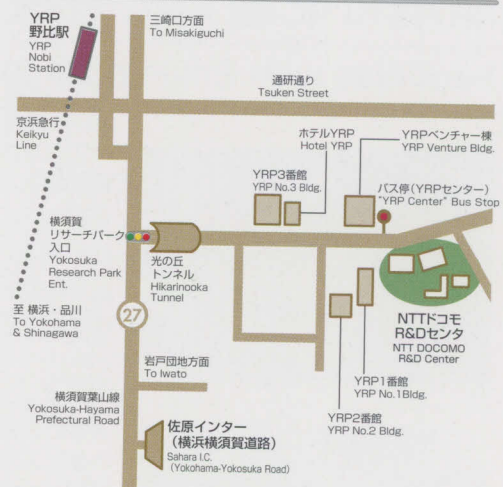 YRP
野比駅
YRP
Nobi
Station
三崎口方面
To Misakiguchi
通研通り
Tsuken Street
京浜急行
Keikyu
Line
ホテルYRP
Hotel YRP
YRPベンチャー棟
YRP Venture Bldg.
YRP3番館
YRP No.3 Bldg.
バス停(YRPセンター)
"YRP Center" Bus Stop
横須賀
リサーチパーク
入口
Yokosuka
Research Park
Ent.
光の丘
トンネル
Hikarinooka
Tunnel
NTTドコモ
R&Dセンタ
NTT DOCOMO
R&D Center
至 横浜・品川
To Yokohama
& Shinagawa
27
岩戸団地方面
To Iwato
YRP1番館
YRP No.1Bldg.
YRP2番館
YRP No.2 Bldg.
横須賀葉山線
Yokosuka-Hayama
Prefectural Road
佐原インター
(横浜横須賀道路)
Sahara I.C.
(Yokohama-Yokosuka Road)